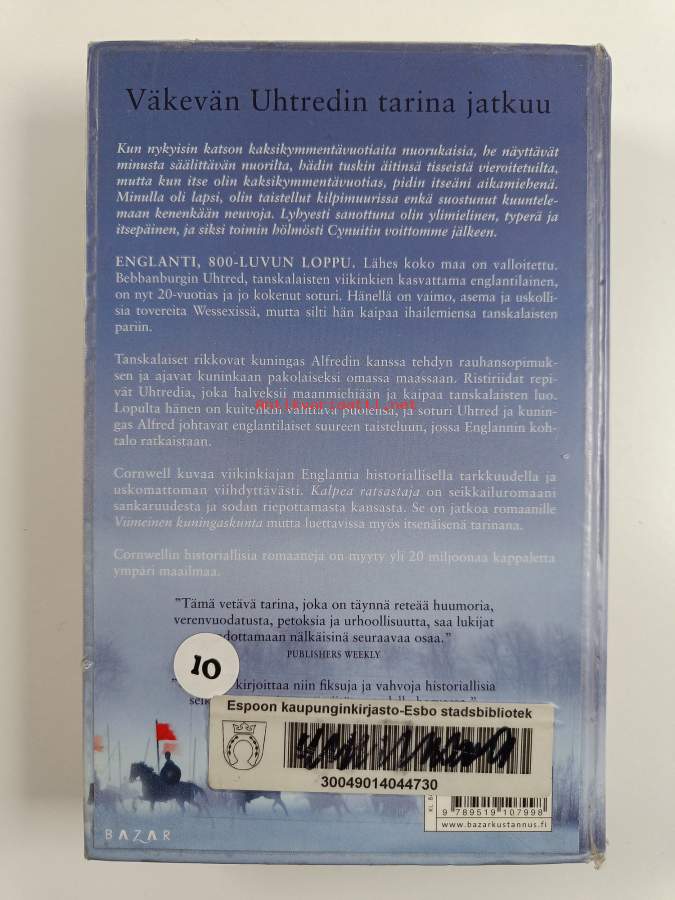 Väkevän Uhtredin tarina jatkuu
Kun nykyisin katson kaksikymmentävuotiaita nuorukaisia, he näyttävät
minusta säälittävän nuorilta, hädin tuskin äitinsä tisseistä vieroitetuilta,
mutta kun itse olin kaksikymmentävuotias, pidin itseäni aikamiehenä.
Minulla oli lapsi, olin taistellut kilpimuurissa enkä suostunut kuuntele-
maan kenenkään neuvoja. Lyhyesti sanottuna olin ylimielinen, typerä ja
itsepäinen, ja siksi toimin hölmösti Cynuitin voittomme jälkeen.
ENGLANTI, 800-LUVUN LOPPU. Lähes koko maa on valloitettu.
Bebbanburgin Uhtred, tanskalaisten viikinkien kasvattama englantilainen,
on nyt 20-vuotias ja jo kokenut soturi. Hänellä on vaimo, asema ja uskolli-
sia tovereita Wessexissä, mutta silti hän kaipaa ihailemiensa tanskalaisten
pariin.
Tanskalaiset rikkovat kuningas Alfredin kanssa tehdyn rauhansopimuk-
sen ja ajavat kuninkaan pakolaiseksi omassa maassaan. Ristiriidat repi-
vät Uhtredia, joka halveksii maanmiehiään ja kaipaa tanskalaisten luo.
Lopulta hänen on kuitenkin valittava puolensa, ja soturi Uhtred ja kunin-
gas Alfred johtavat englantilaiset suureen taisteluun, jossa Englannin koh-
talo ratkaistaan.
antikvariaatti.net
Cornwell kuvaa viikinkiajan Englantia historiallisella tarkkuudella ja
uskomattoman viihdyttävästi. Kalpea ratsastaja on seikkailuromaani
sankaruudesta ja sodan riepottamasta kansasta. Se on jatkoa romaanille
Viimeinen kuningaskunta mutta luettavissa myös itsenäisenä tarinana.
Cornwellin historiallisia romaaneja on myyty yli 20 miljoonaa kappaletta
ympäri maailmaa.
"Tämä vetävä tarina, joka on täynnä reteää huumoria,
verenvuodatusta, petoksia ja urhoollisuutta, saa lukijat
odottamaan nälkäisinä seuraavaa osaa."
PUBLISHERS WEEKLY
10
kirjoittaa niin fiksuja ja vahvoja historiallisia
Espoon kaupunginkirjasto-Esbo stadsbibliotek
30049014044730
KL
9 789519 107998
www.bazarkustannus.fi
BAZAR